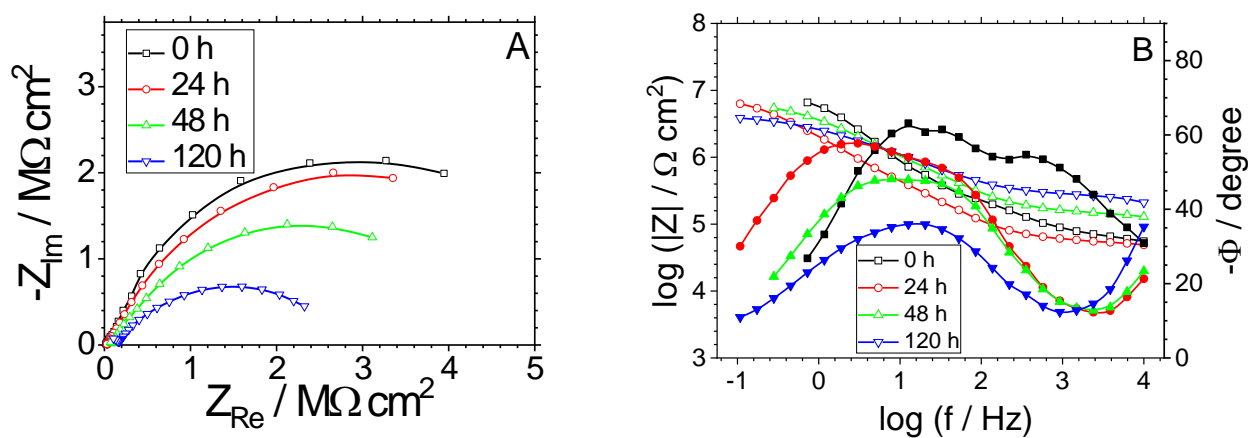 A
0 h
24 h
48 h
120 h
-Z_Im / MΩ cm²
3
2
1
0
0 1 2 3 4 5
Z_Re / MΩ cm²
B
log (|Z| / Ω cm²)
8
7
6
5
4
3
-Φ / degree
80
60
40
20
0
0 h
24 h
48 h
120 h
-1 0 1 2 3 4
log (f / Hz)